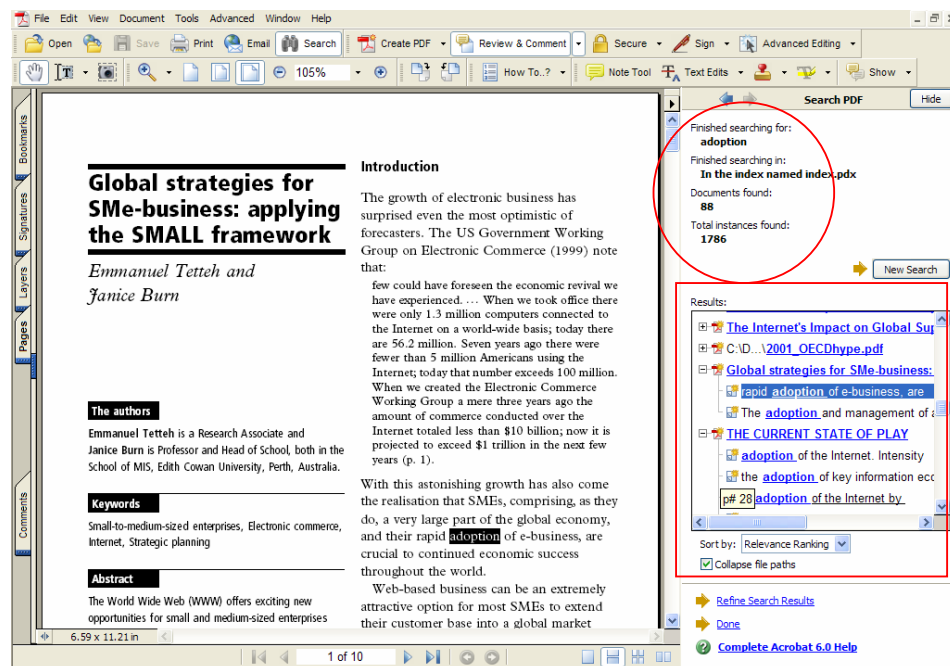 File Edit View Document Tools Advanced Window Help
Open Save Print Email Search Create PDF Review & Comment Secure Sign Advanced Editing
105% How To..? Note Tool Text Edits Show
Bookmarks
Signatures
Layers
Pages
Comments
Global strategies for
SMe-business: applying
the SMALL framework
Emmanuel Tetteh and
Janice Burn
The authors
Emmanuel Tetteh is a Research Associate and
Janice Burn is Professor and Head of School, both in the
School of MIS, Edith Cowan University, Perth, Australia.
Keywords
Small-to-medium-sized enterprises, Electronic commerce,
Internet, Strategic planning
Abstract
The World Wide Web (WWW) offers exciting new
opportunities for small and medium-sized enterprises
Introduction
The growth of electronic business has
surprised even the most optimistic of
forecasters. The US Government Working
Group on Electronic Commerce (1999) note
that:
few could have foreseen the economic revival we
have experienced. ... When we took office there
were only 1.3 million computers connected to
the Internet on a world-wide basis; today there
are 56.2 million. Seven years ago there were
fewer than 5 million Americans using the
Internet; today that number exceeds 100 million.
When we created the Electronic Commerce
Working Group a mere three years ago the
amount of commerce conducted over the
Internet totaled less than $10 billion; now it is
projected to exceed $1 trillion in the next few
years (p. 1).
With this astonishing growth has also come
the realisation that SMEs, comprising, as they
do, a very large part of the global economy,
and their rapid adoption of e-business, are
crucial to continued economic success
throughout the world.
Web-based business can be an extremely
attractive option for most SMEs to extend
their customer base into a global market
6.59 x 11.21 in
1 of 10
Search PDF
Hide
Finished searching for:
adoption
Finished searching in:
In the index named index.pdx
Documents found:
88
Total instances found:
1786
New Search
Results:
The Internet's Impact on Global Sup
C:\D...\2001_OECDhype.pdf
Global strategies for SMe-business:
rapid adoption of e-business, are
The adoption and management of a
THE CURRENT STATE OF PLAY
adoption of the Internet. Intensity
the adoption of key information eco
p# 28 adoption of the Internet by
Sort by: Relevance Ranking
Collapse file paths
Refine Search Results
Done
Complete Acrobat 6.0 Help